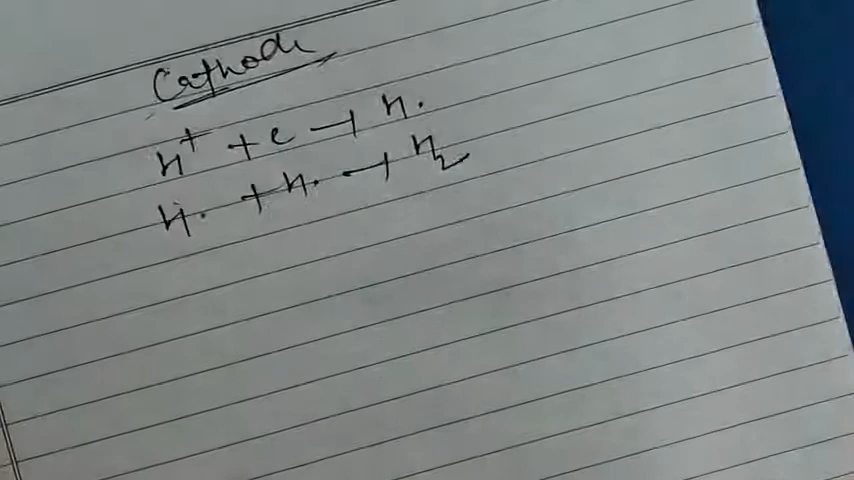 Cathode
H⁺ + e → H.
H. + H. → H₂